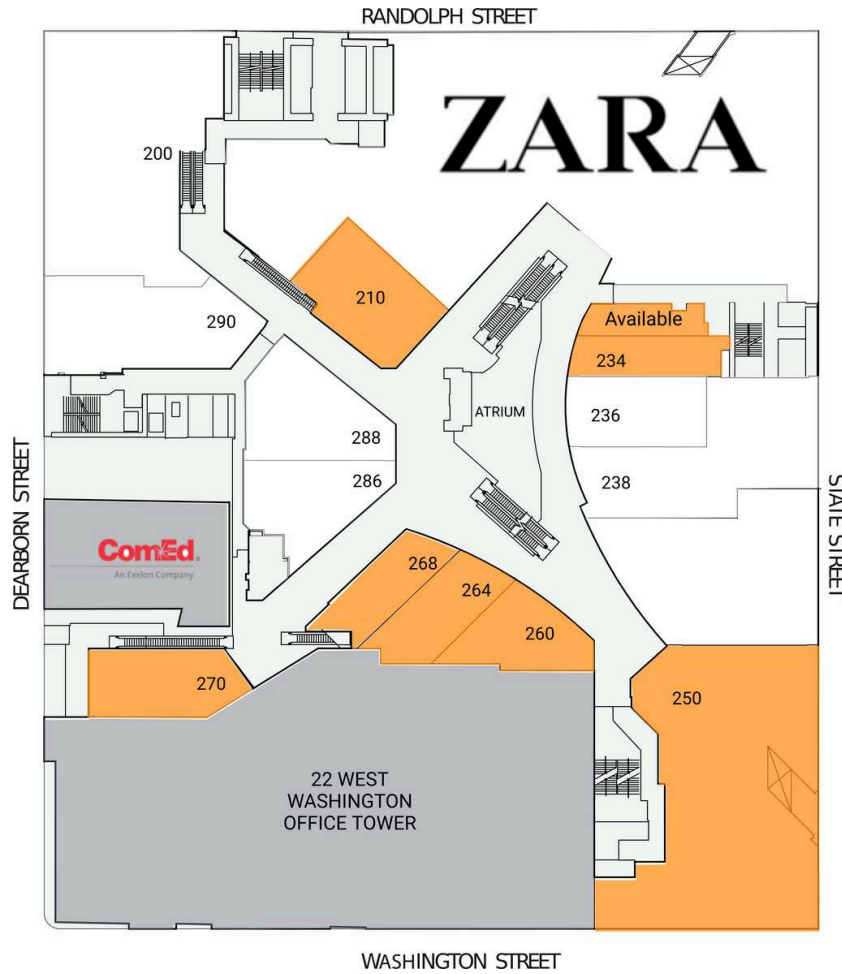 RANDOLPH STREET
ZARA
200
210
290
Available
234
ATRIUM
236
288
286
238
DEARBORN STREET
STATE STREET
ComEd®
An Exelon Company
268
264
260
270
250
22 WEST
WASHINGTON
OFFICE TOWER
WASHINGTON STREET